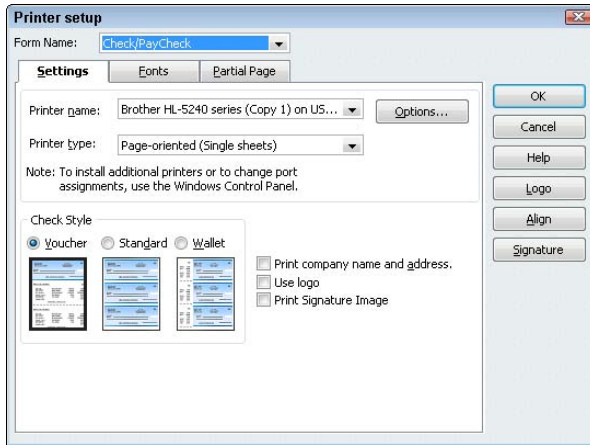 Printer setup
Form Name: Check/PayCheck
Settings Fonts Partial Page
Printer name: Brother HL-5240 series (Copy 1) on US... Options...
Printer type: Page-oriented (Single sheets)
Note: To install additional printers or to change port
assignments, use the Windows Control Panel.
Check Style
Voucher Standard Wallet
Print company name and address.
Use logo
Print Signature Image
OK
Cancel
Help
Logo
Align
Signature